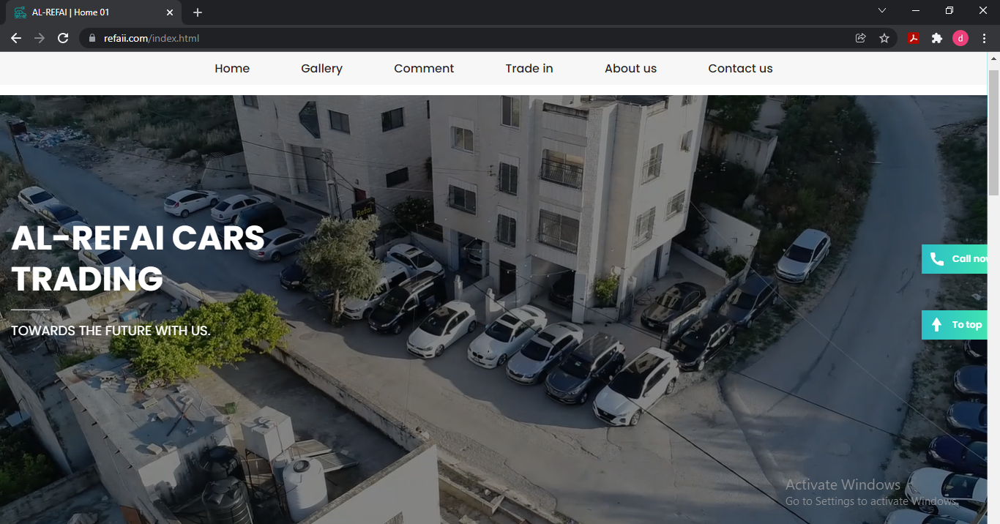 AL-REFAI | Home 01
refaii.com/index.html
d
Home Gallery Comment Trade in About us Contact us
Refai
AL-REFAI CARS
TRADING
TOWARDS THE FUTURE WITH US.
Call now
To top
Activate Windows
Go to Settings to activate Windows.